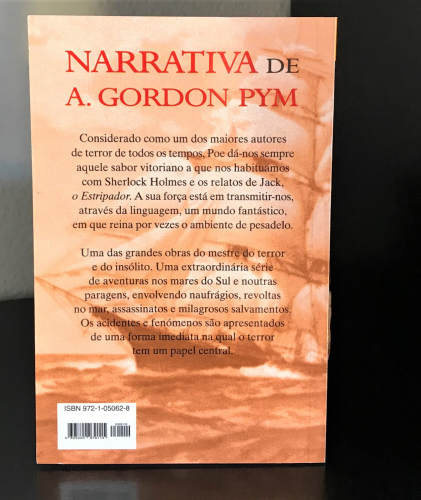 NARRATIVA DE
A. GORDON PYM
Considerado como um dos maiores autores
de terror de todos os tempos, Poe dá-nos sempre
aquele sabor vitoriano a que nos habituámos
com Sherlock Holmes e os relatos de Jack,
o Estripador. A sua força está em transmitir-nos,
através da linguagem, um mundo fantástico,
em que reina por vezes o ambiente de pesadelo.
Uma das grandes obras do mestre do terror
e do insólito. Uma extraordinária série
de aventuras nos mares do Sul e noutras
paragens, envolvendo naufrágios, revoltas
no mar, assassinatos e milagrosos salvamentos.
Os acidentes e fenómenos são apresentados
de uma forma imediata na qual o terror
tem um papel central.
ISBN 972-1-05062-8